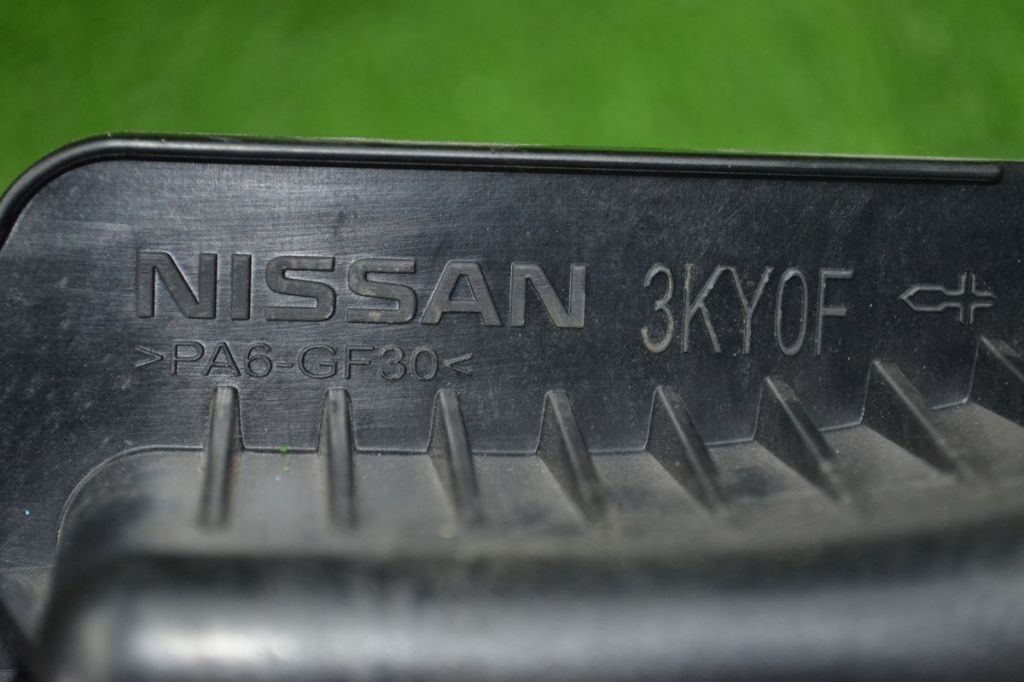 NISSAN 3KY0F
>PA6-GF30<